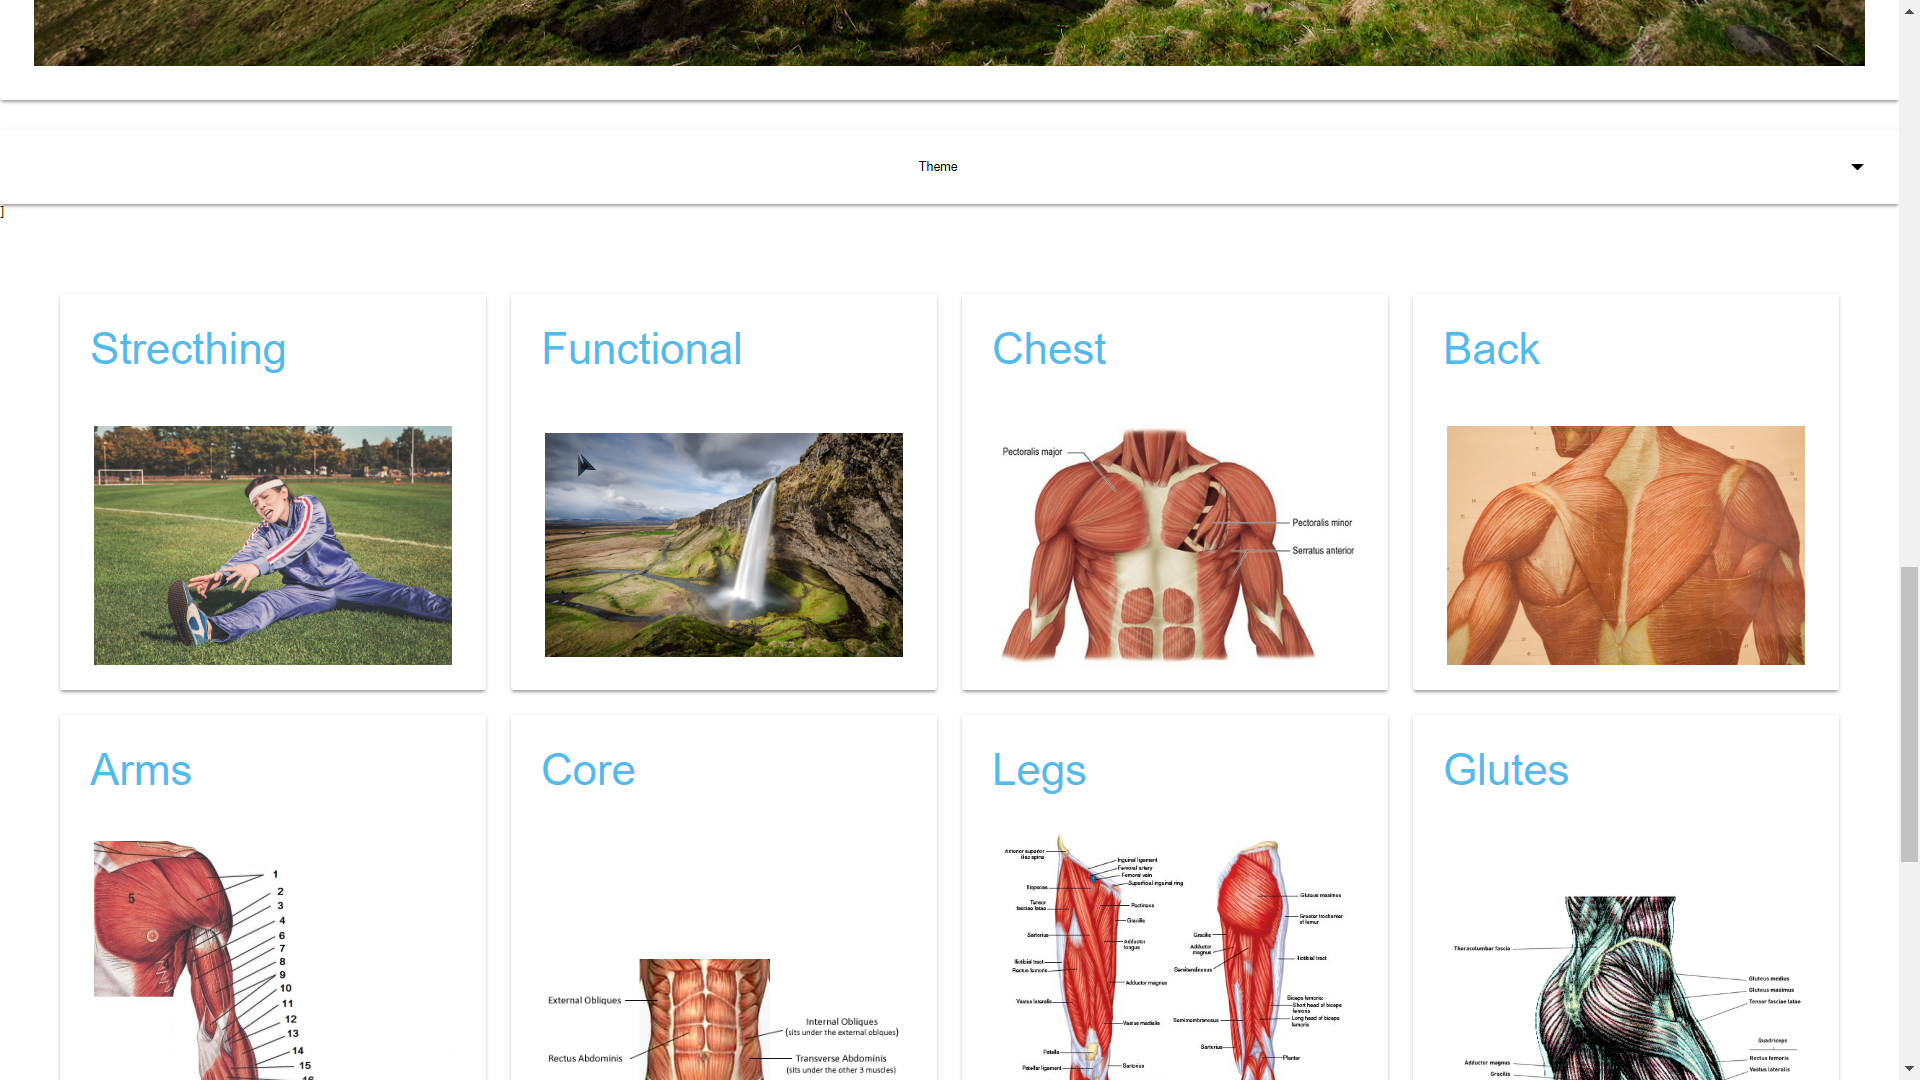 Theme
]
Strecthing
Functional
Chest
Back
Pectoralis major
Pectoralis minor
Serratus anterior
Arms
Core
Legs
Glutes
5
1
2
3
4
6
7
8
9
10
11
12
13
14
15
16
External Obliques
Internal Obliques
(sits under the external obliques)
Rectus Abdominis
Transverse Abdominis
(sits under the other 3 muscles)
Anterior superior
iliac spine
Inguinal ligament
Femoral artery
Femoral vein
Superficial inguinal ring
Iliopsoas
Tensor
fasciae latae
Pectineus
Gracilis
Sartorius
Adductor
longus
Iliotibial tract
Rectus femoris
Adductor magnus
Vastus lateralis
Vastus medialis
Patella
Patellar ligament
Sartorius
Gluteus maximus
Greater trochanter
of femur
Gracilis
Adductor
magnus
Iliotibial tract
Semitendinosus
Biceps femoris:
Short head of biceps
femoris
Long head of biceps
femoris
Semimembranosus
Sartorius
Plantar
Thoracolumbar fascia
Gluteus medius
Gluteus maximus
Tensor fasciae latae
Quadriceps
Rectus femoris
Vastus lateralis
Adductor magnus
Gracilis